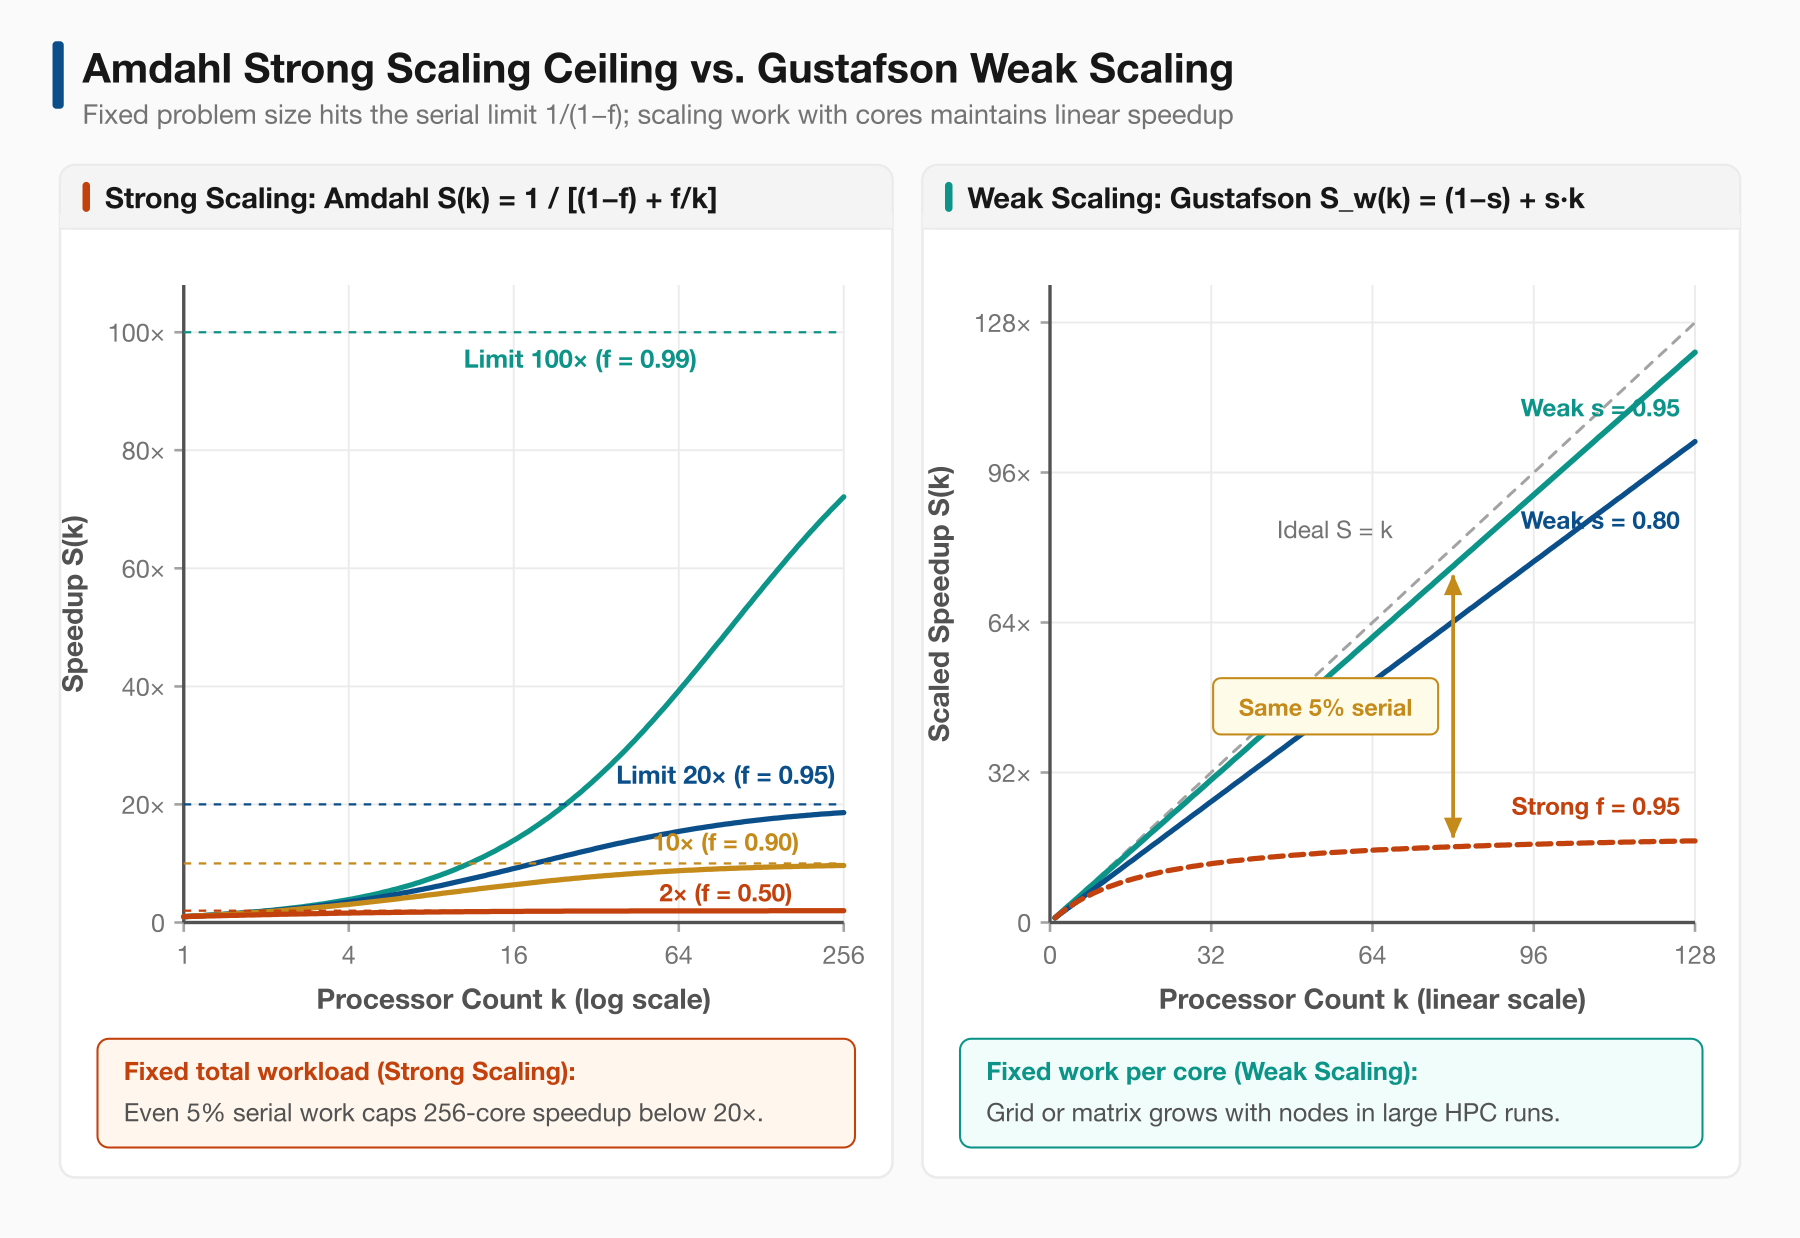 Amdahl Strong Scaling Ceiling vs. Gustafson Weak Scaling
Fixed problem size hits the serial limit 1/(1−f); scaling work with cores maintains linear speedup
Strong Scaling: Amdahl S(k) = 1 / [(1−f) + f/k]
Speedup S(k)
100×
80×
60×
40×
20×
0
Limit 100× (f = 0.99)
Limit 20× (f = 0.95)
10× (f = 0.90)
2× (f = 0.50)
1
4
16
64
256
Processor Count k (log scale)
Fixed total workload (Strong Scaling):
Even 5% serial work caps 256-core speedup below 20×.
Weak Scaling: Gustafson S_w(k) = (1−s) + s·k
Scaled Speedup S(k)
128×
96×
64×
32×
0
Weak s = 0.95
Weak s = 0.80
Ideal S = k
Same 5% serial
Strong f = 0.95
0
32
64
96
128
Processor Count k (linear scale)
Fixed work per core (Weak Scaling):
Grid or matrix grows with nodes in large HPC runs.